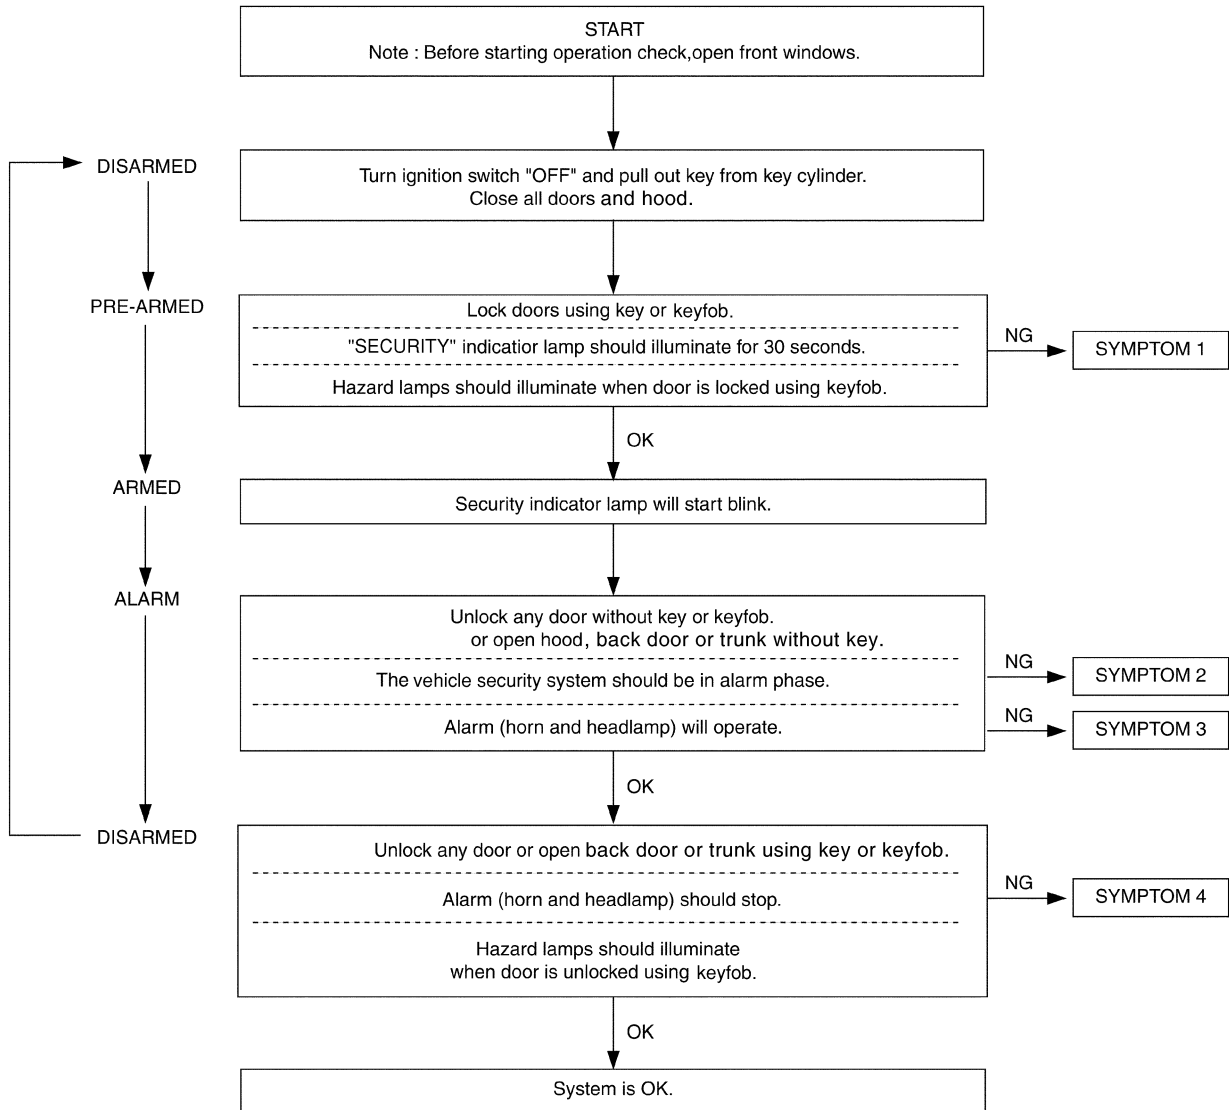 START
Note : Before starting operation check,open front windows.
DISARMED
Turn ignition switch "OFF" and pull out key from key cylinder.
Close all doors and hood.
PRE-ARMED
Lock doors using key or keyfob.
"SECURITY" indicatior lamp should illuminate for 30 seconds.
Hazard lamps should illuminate when door is locked using keyfob.
NG
SYMPTOM 1
OK
ARMED
Security indicator lamp will start blink.
ALARM
Unlock any door without key or keyfob.
or open hood, back door or trunk without key.
The vehicle security system should be in alarm phase.
NG
SYMPTOM 2
Alarm (horn and headlamp) will operate.
NG
SYMPTOM 3
OK
DISARMED
Unlock any door or open back door or trunk using key or keyfob.
Alarm (horn and headlamp) should stop.
NG
SYMPTOM 4
Hazard lamps should illuminate
when door is unlocked using keyfob.
OK
System is OK.